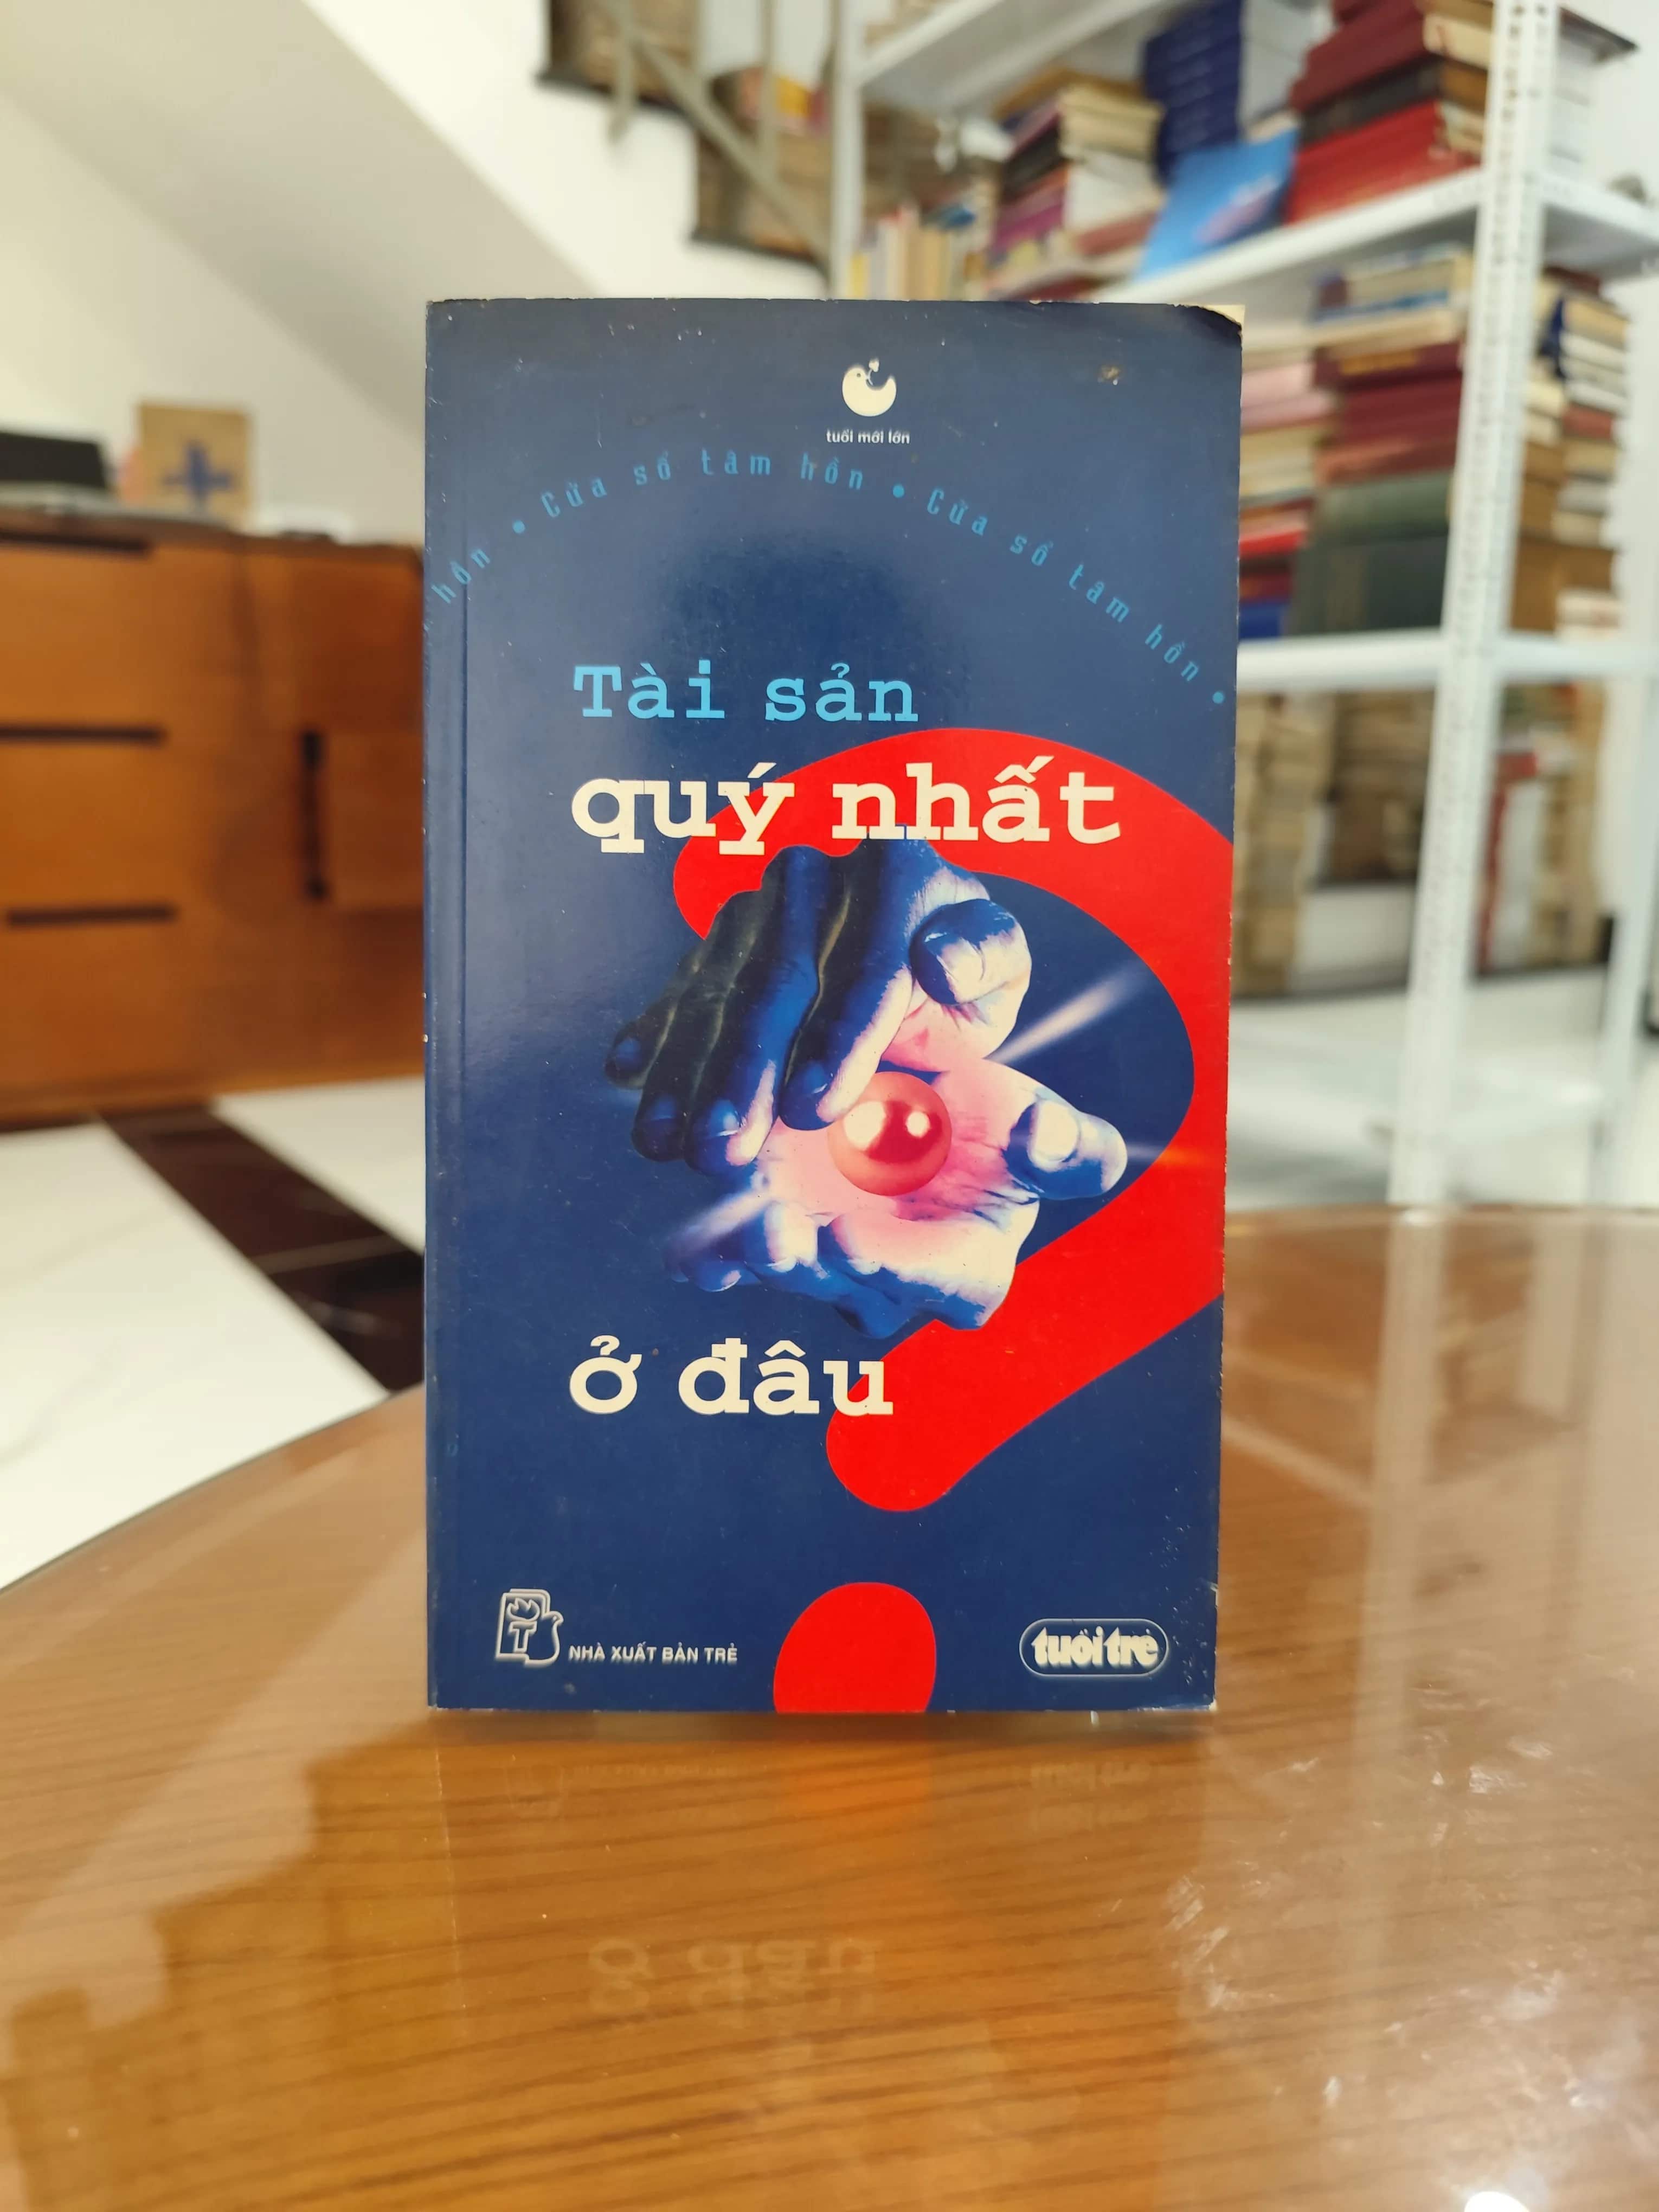 tuổi mới lớn
hồn • Cửa sổ tâm hồn • Cửa sổ tâm hồn •
Tài sản
quý nhất
ở đâu
?
T
NHÀ XUẤT BẢN TRẺ
tuổi trẻ